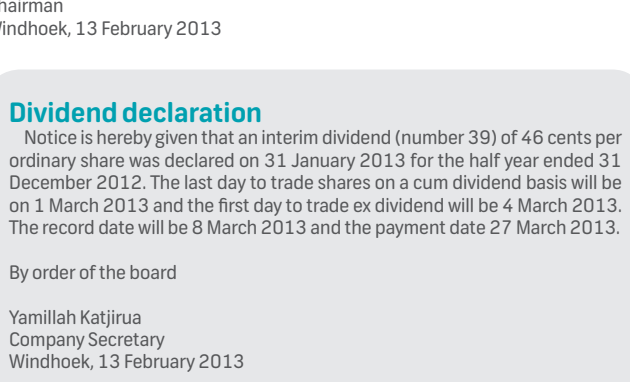 hairman
indhoek, 13 February 2013
Dividend declaration
Notice is hereby given that an interim dividend (number 39) of 46 cents per
ordinary share was declared on 31 January 2013 for the half year ended 31
December 2012. The last day to trade shares on a cum dividend basis will be
on 1 March 2013 and the first day to trade ex dividend will be 4 March 2013.
The record date will be 8 March 2013 and the payment date 27 March 2013.
By order of the board
Yamillah Katjirua
Company Secretary
Windhoek, 13 February 2013